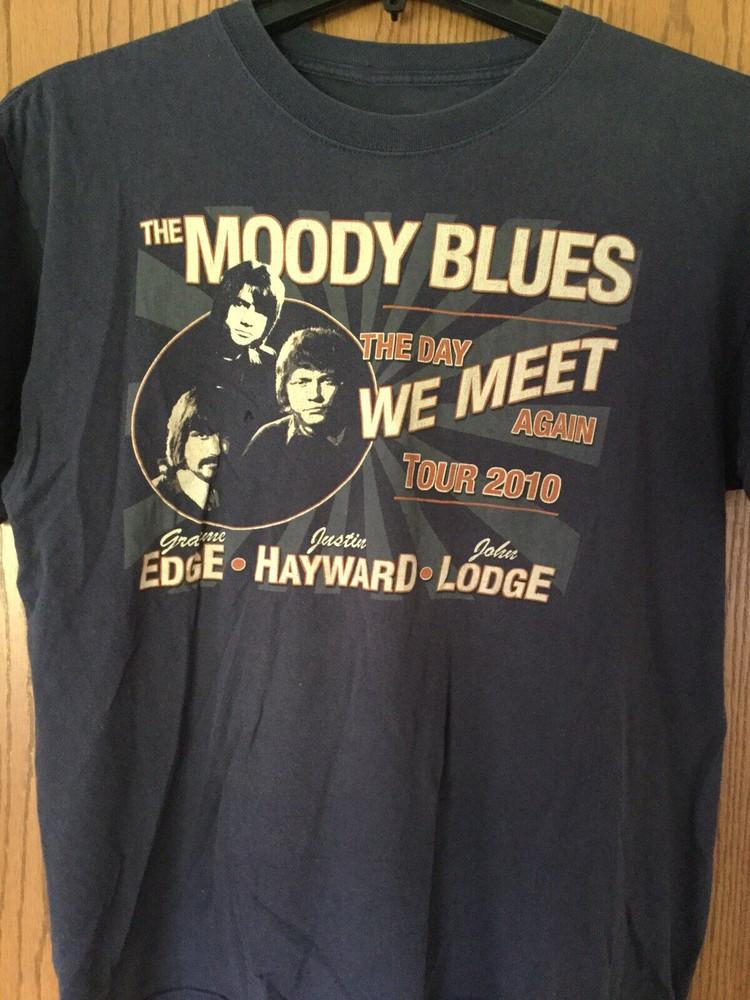 THE MOODY BLUES
THE DAY
WE MEET
AGAIN
TOUR 2010
Graeme Justin John
EDGE • HAYWARD • LODGE